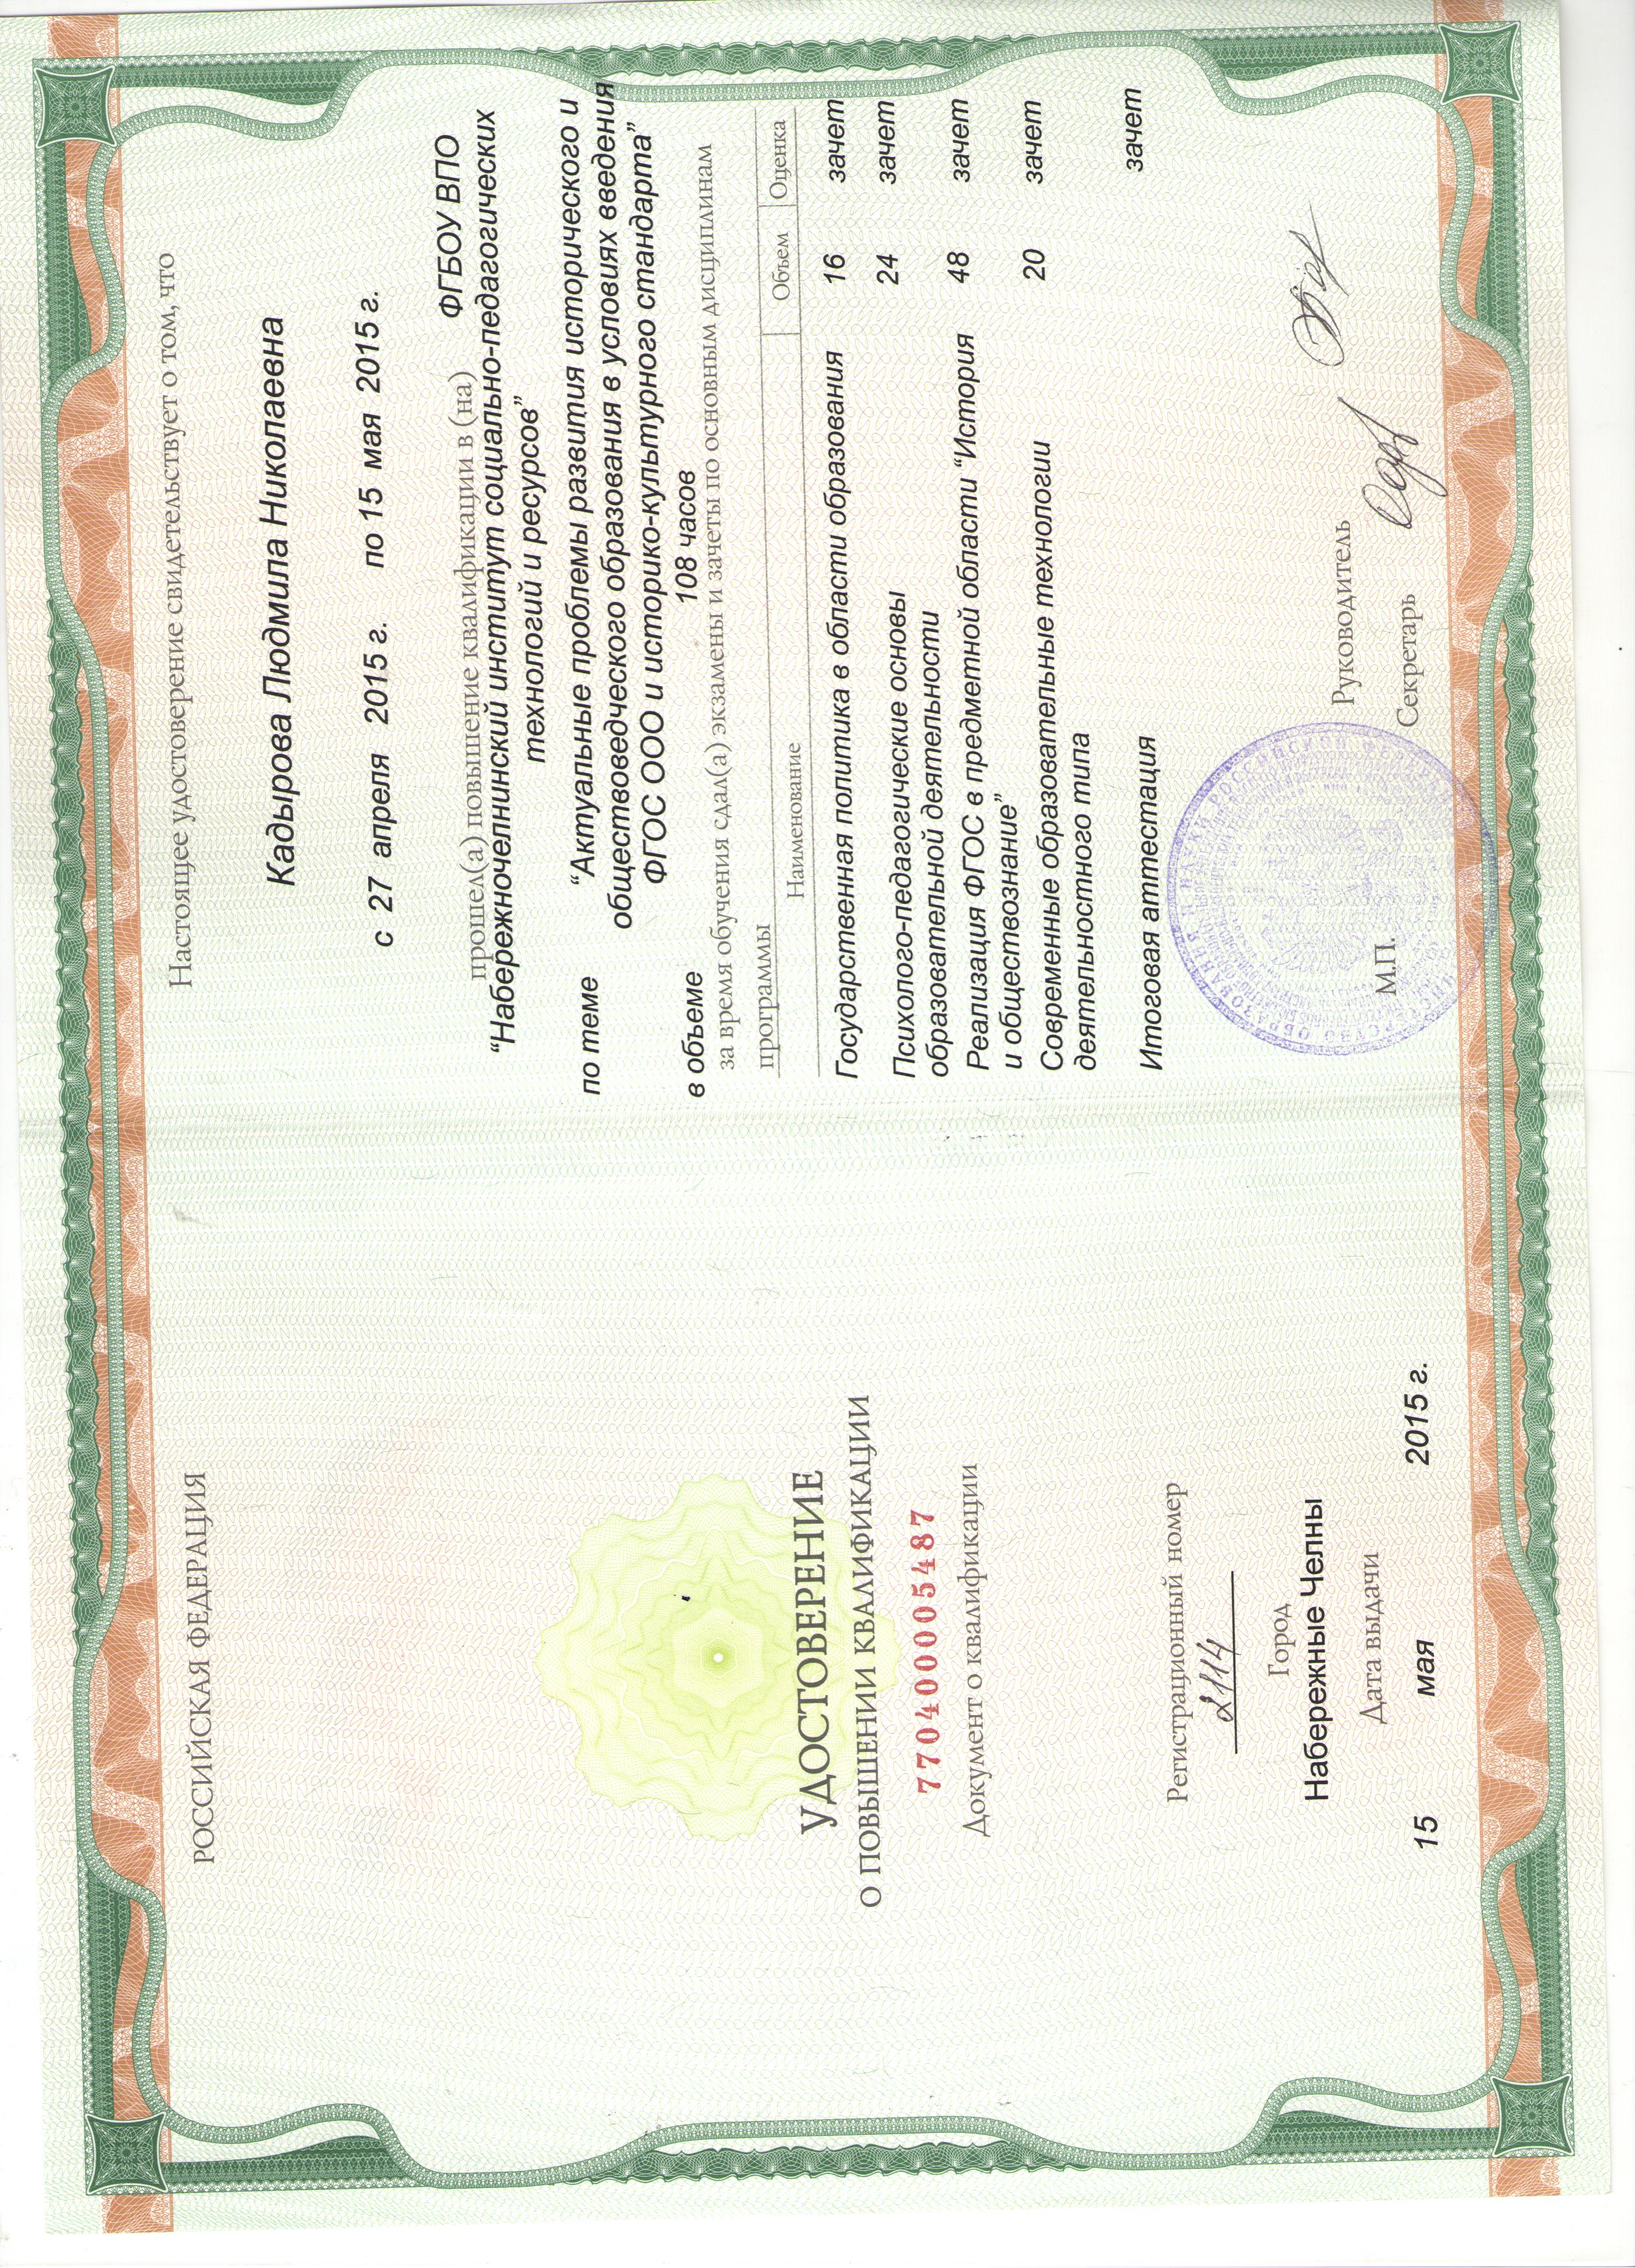 РОССИЙСКАЯ ФЕДЕРАЦИЯ
УДОСТОВЕРЕНИЕ
О ПОВЫШЕНИИ КВАЛИФИКАЦИИ
770400005487
Документ о квалификации
Регистрационный номер
2114
Город
Набережные Челны
Дата выдачи
15 мая 2015 г.
Настоящее удостоверение свидетельствует о том, что
Кадырова Людмила Николаевна
с 27 апреля 2015 г. по 15 мая 2015 г.
прошел(а) повышение квалификации в (на) ФГБОУ ВПО
“Набережночелнинский институт социально-педагогических
технологий и ресурсов”
по теме “Актуальные проблемы развития исторического и
обществоведческого образования в условиях введения
ФГОС ООО и историко-культурного стандарта”
в объеме 108 часов
за время обучения сдал(а) экзамены и зачеты по основным дисциплинам
программы
Наименование Объем Оценка
Государственная политика в области образования 16 зачет
Психолого-педагогические основы 24 зачет
образовательной деятельности
Реализация ФГОС в предметной области “История 48 зачет
и обществознание”
Современные образовательные технологии 20 зачет
деятельностного типа
Итоговая аттестация зачет
ОБРАЗОВАНИЯ И НАУКИ РОССИЙСКОЙ
М.П.
Руководитель
Секретарь